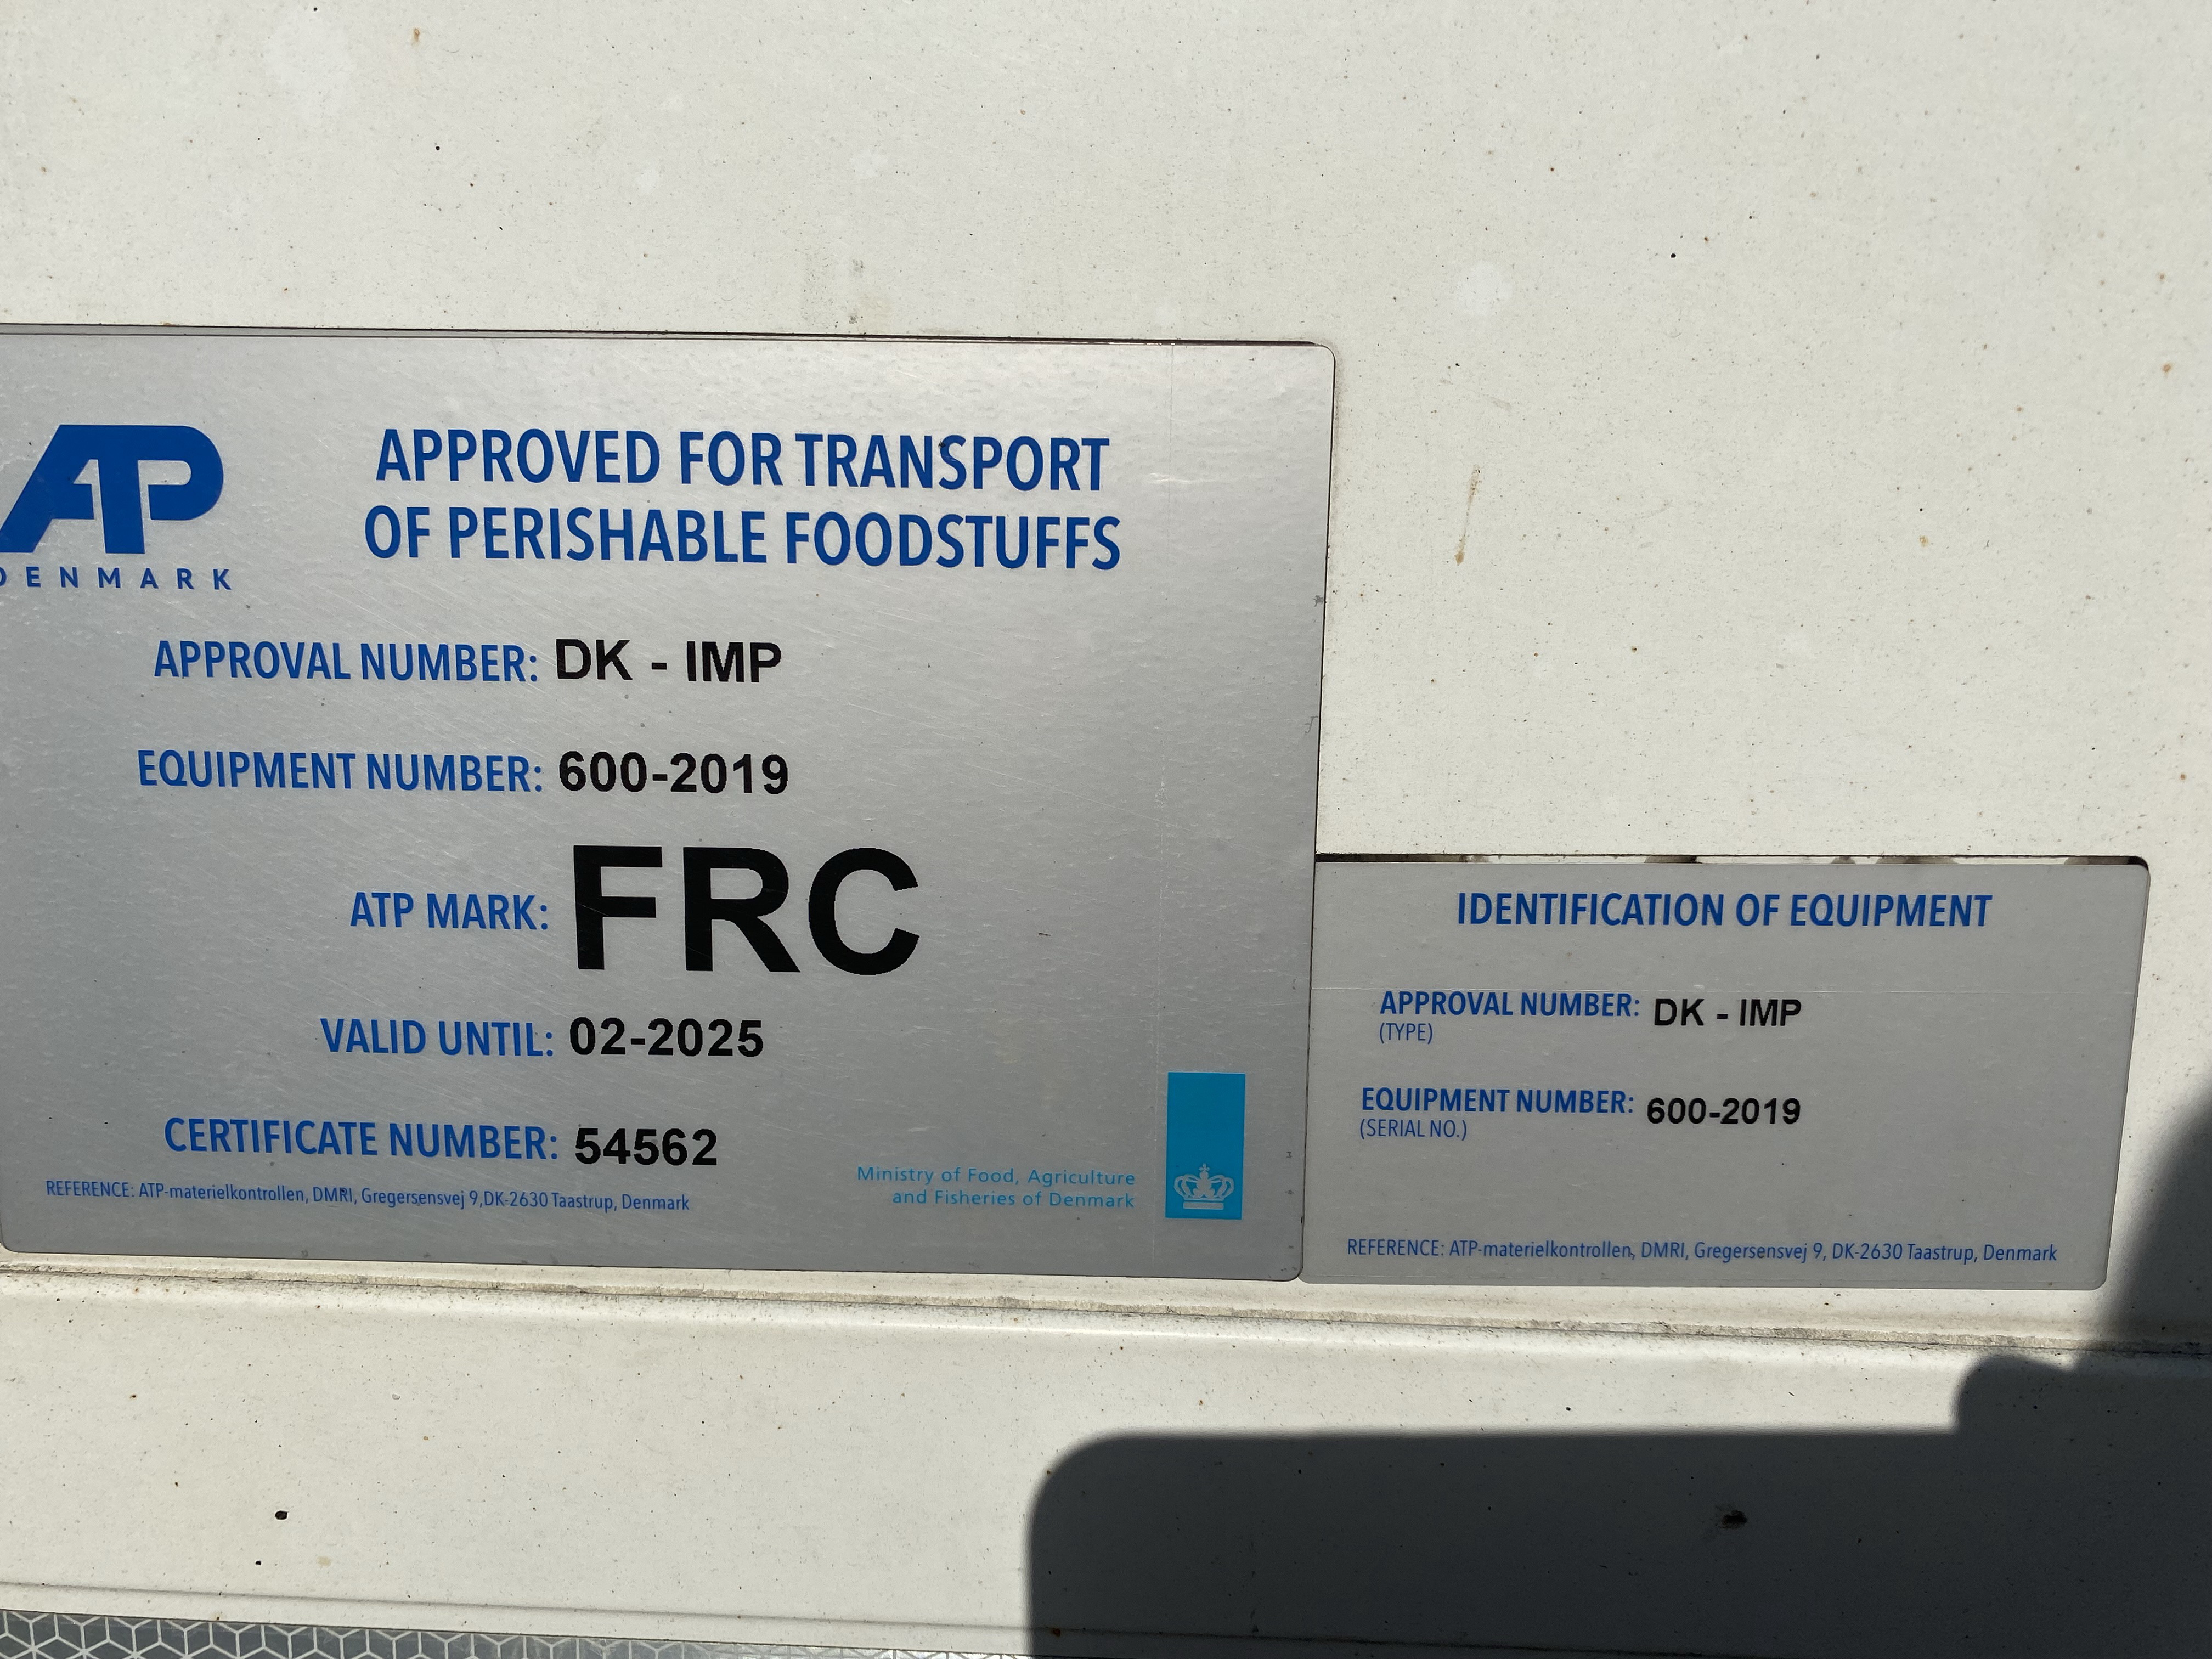 ATP
DENMARK
APPROVED FOR TRANSPORT
OF PERISHABLE FOODSTUFFS
APPROVAL NUMBER: DK - IMP
EQUIPMENT NUMBER: 600-2019
ATP MARK: FRC
VALID UNTIL: 02-2025
CERTIFICATE NUMBER: 54562
REFERENCE: ATP-materielkontrollen, DMRI, Gregersensvej 9,DK-2630 Taastrup, Denmark
Ministry of Food, Agriculture
and Fisheries of Denmark
IDENTIFICATION OF EQUIPMENT
APPROVAL NUMBER: DK - IMP
(TYPE)
EQUIPMENT NUMBER: 600-2019
(SERIAL NO.)
REFERENCE: ATP-materielkontrollen, DMRI, Gregersensvej 9, DK-2630 Taastrup, Denmark